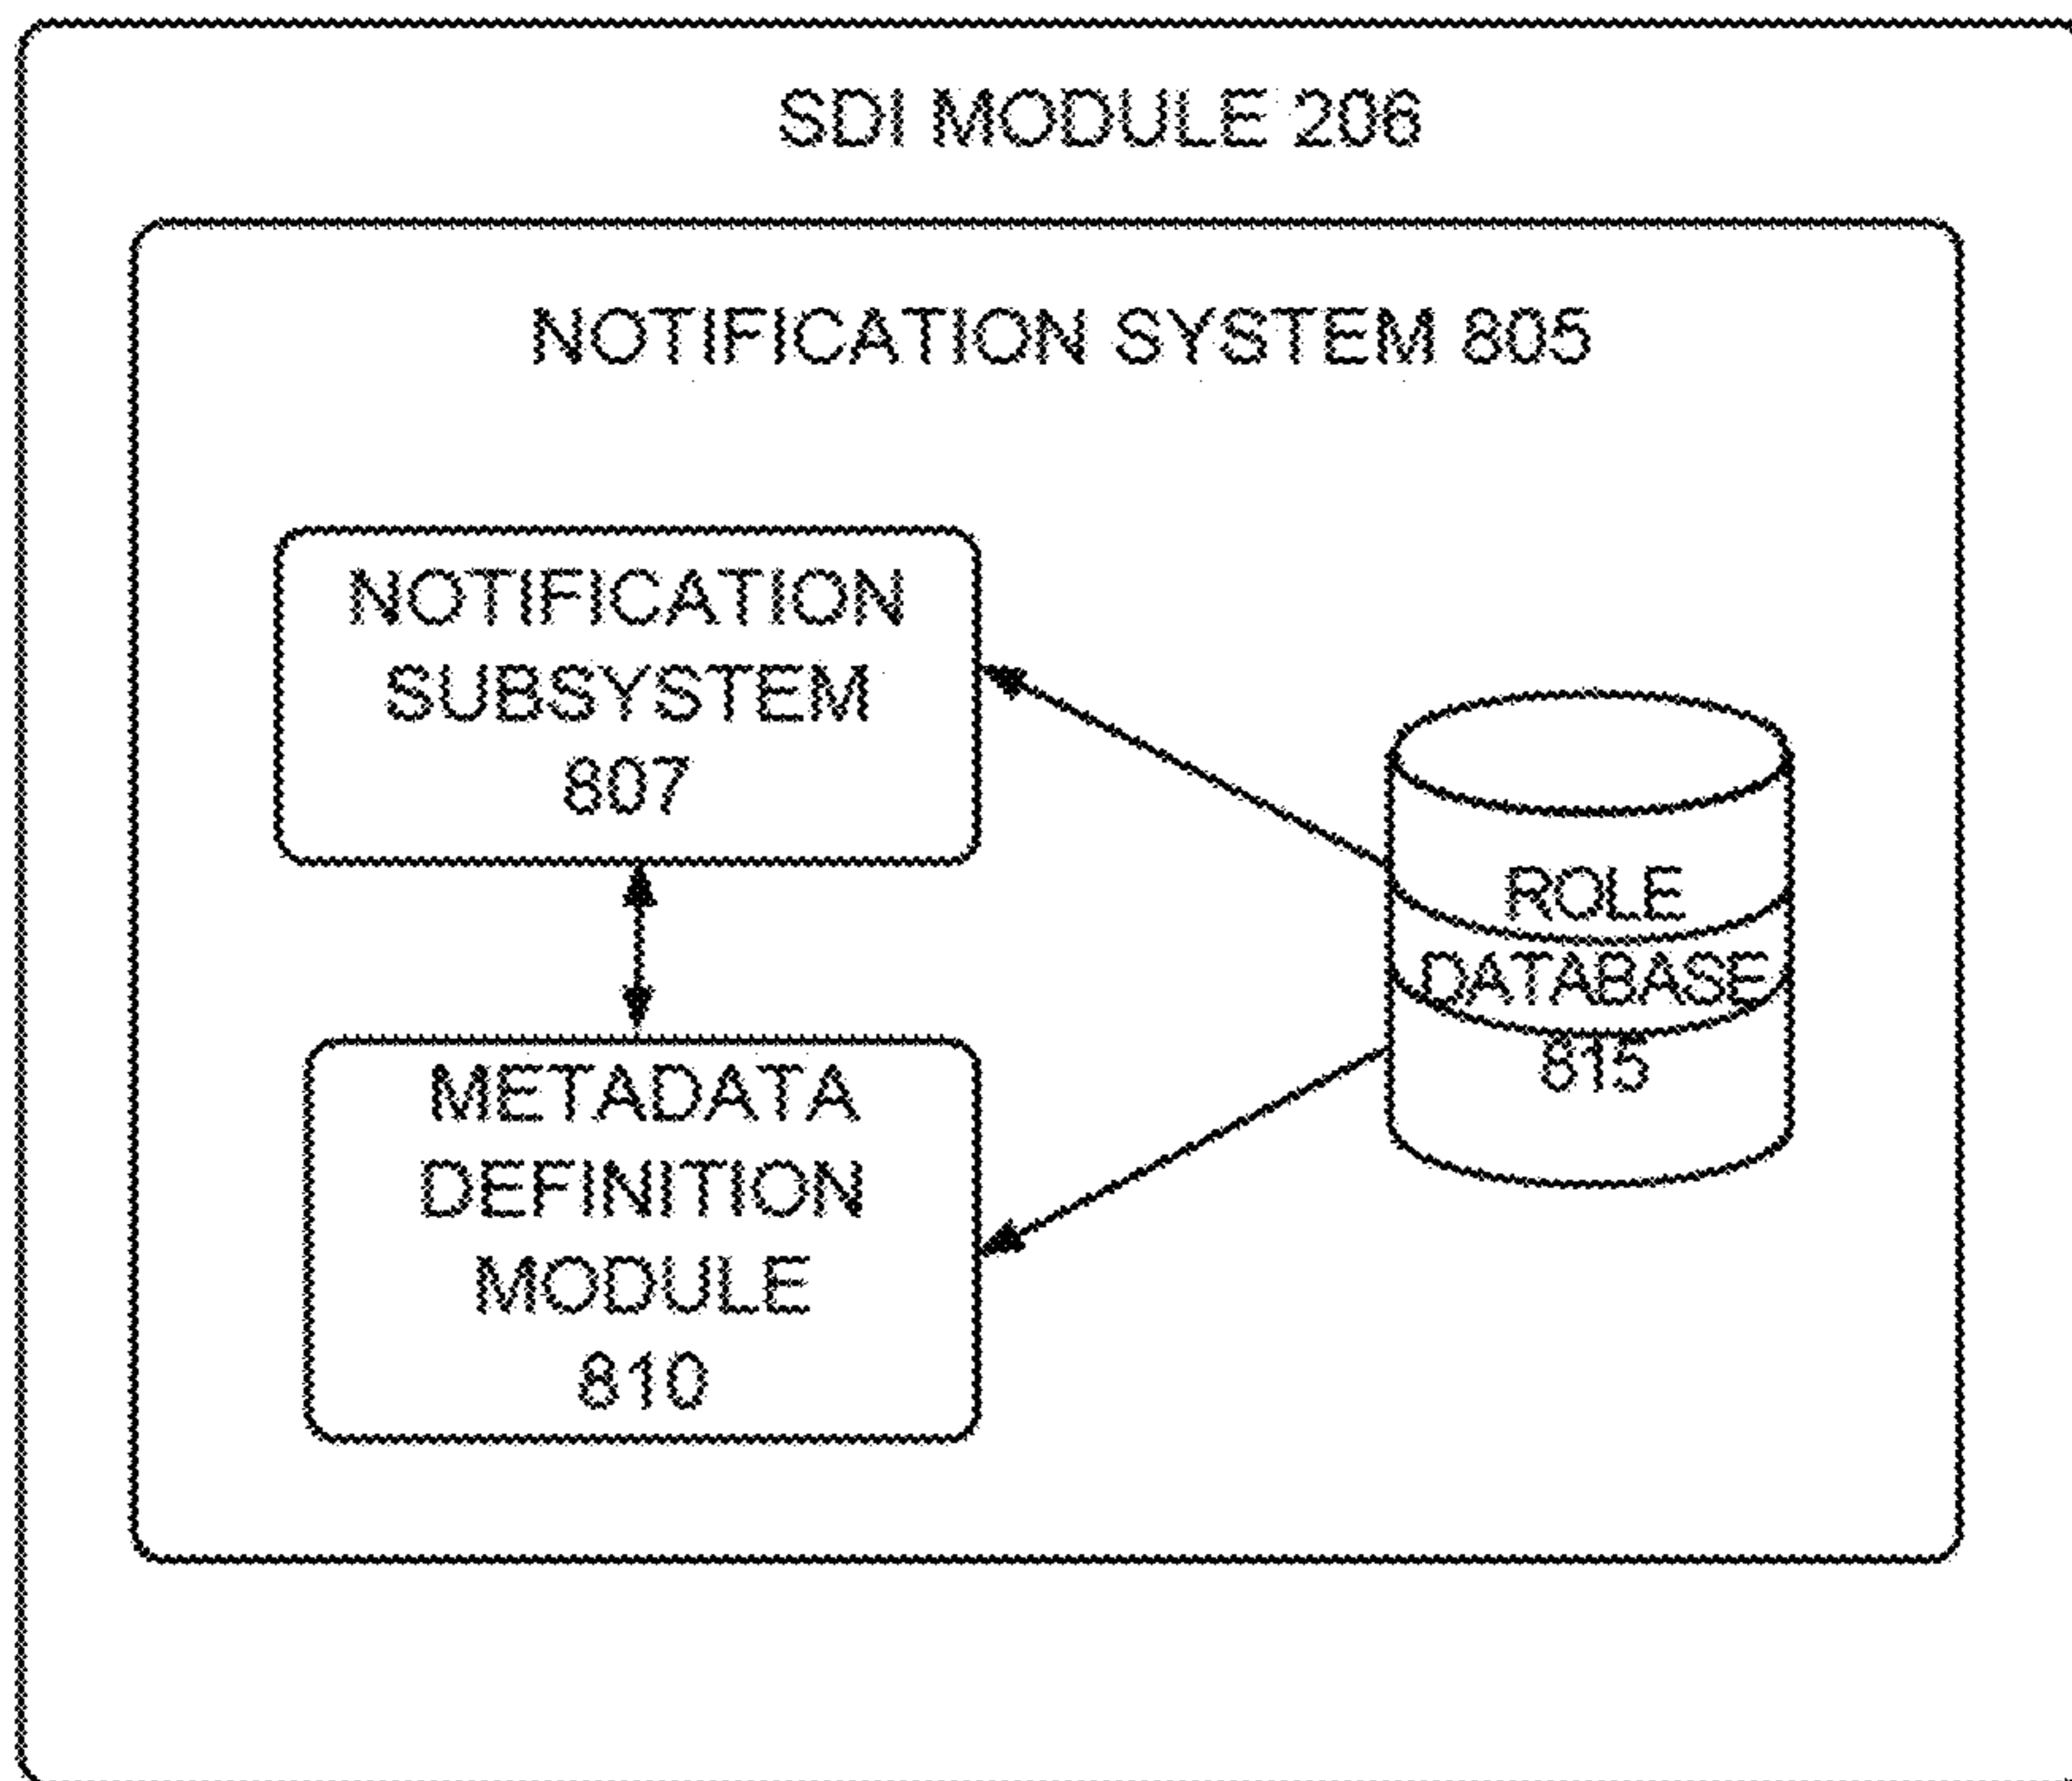 SDI MODULE 206
NOTIFICATION SYSTEM 805
NOTIFICATION
SUBSYSTEM
807
ROLE
DATABASE
815
METADATA
DEFINITION
MODULE
810